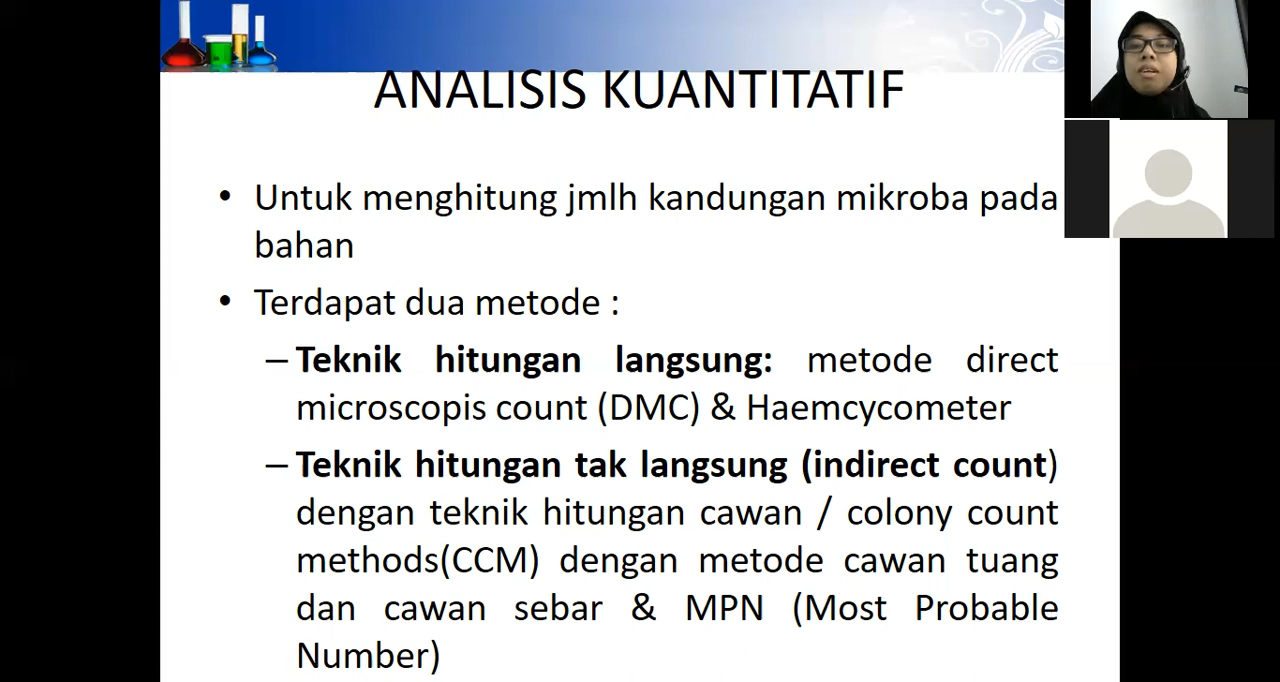 ANALISIS KUANTITATIF
• Untuk menghitung jmlh kandungan mikroba pada
bahan
• Terdapat dua metode :
– Teknik hitungan langsung: metode direct
microscopis count (DMC) & Haemcycometer
– Teknik hitungan tak langsung (indirect count)
dengan teknik hitungan cawan / colony count
methods(CCM) dengan metode cawan tuang
dan cawan sebar & MPN (Most Probable
Number)